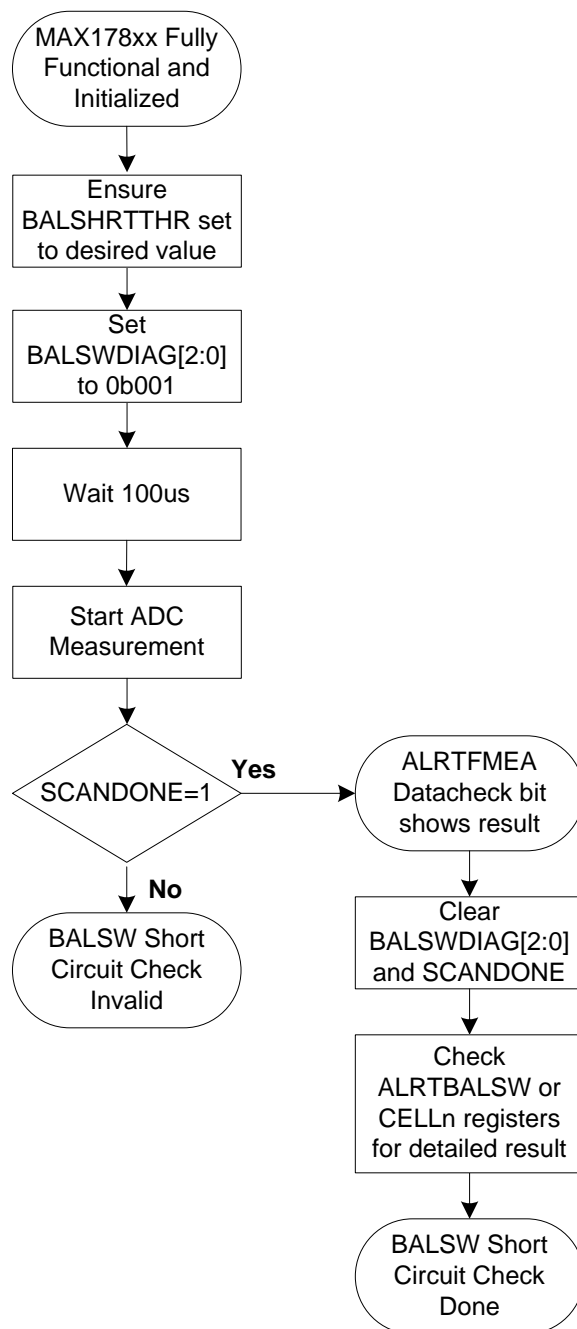 MAX178xx Fully
Functional and
Initialized
Ensure
BALSHRTTHR set
to desired value
Set
BALSWDIAG[2:0]
to 0b001
Wait 100us
Start ADC
Measurement
SCANDONE=1
Yes
No
BALSW Short
Circuit Check
Invalid
ALRTFMEA
Datacheck bit
shows result
Clear
BALSWDIAG[2:0]
and SCANDONE
Check
ALRTBALSW or
CELLn registers
for detailed result
BALSW Short
Circuit Check
Done